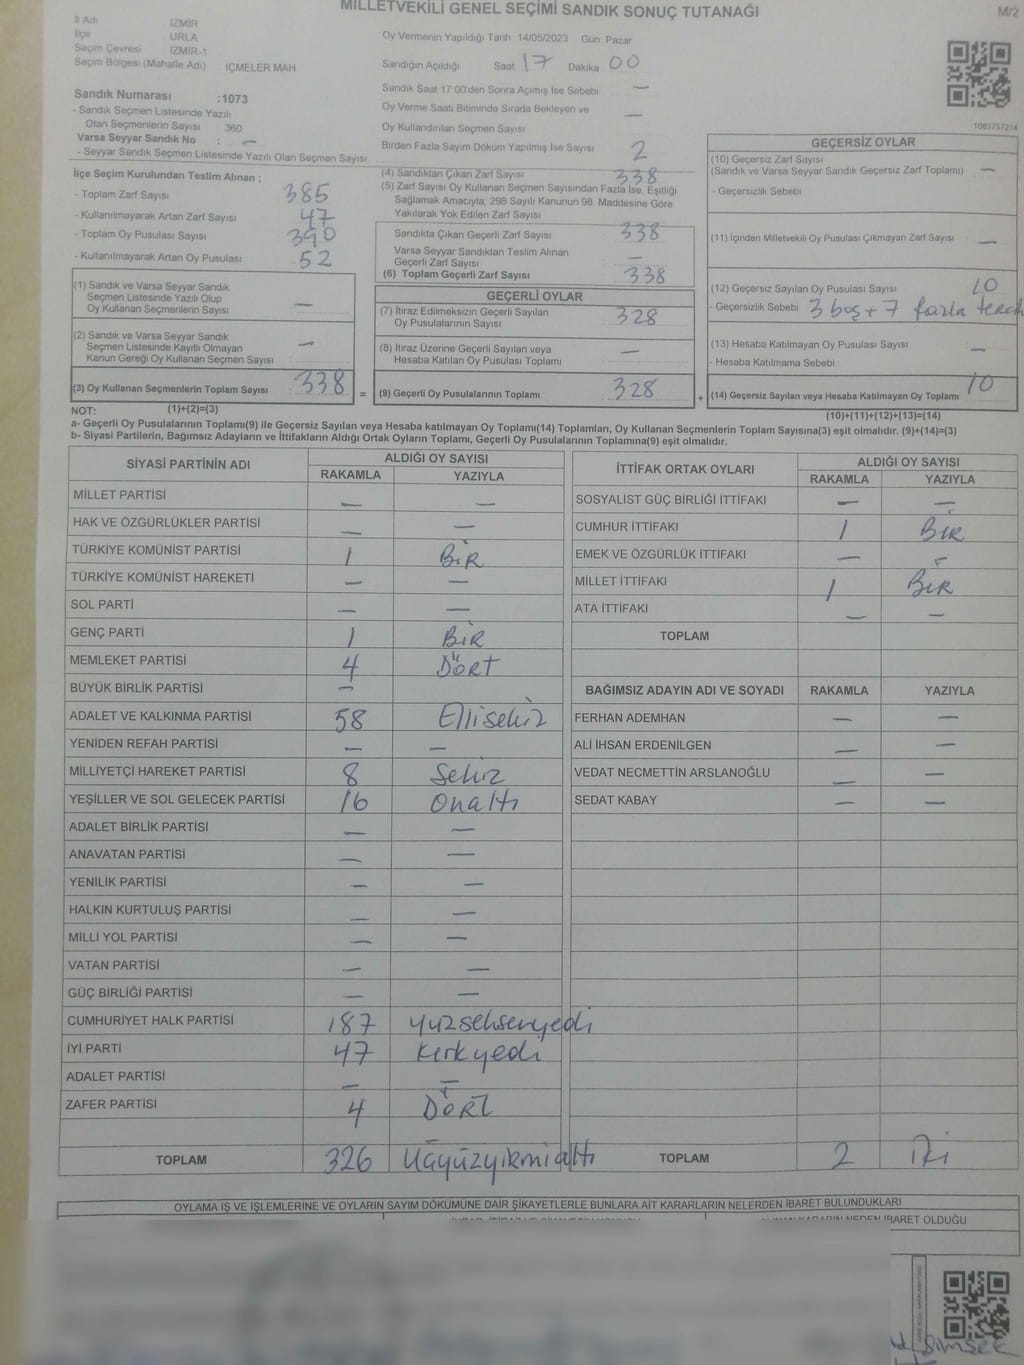 MİLLETVEKİLİ GENEL SEÇİMİ SANDIK SONUÇ TUTANAĞI
M/2
İl Adı IZMIR
İlçe URLA
Seçim Çevresi IZMIR-1
Seçim Bölgesi (Mahalle Adı) IÇMELER MAH
Sandık Numarası :1073
- Sandık Seçmen Listesinde Yazılı
Olan Seçmenlerin Sayısı 360
Varsa Seyyar Sandık No : —
- Seyyar Sandık Seçmen Listesinde Yazılı Olan Seçmen Sayısı
Oy Vermenin Yapıldığı Tarih :14/05/2023 Gün: Pazar
Sandığın Açıldığı Saat 17 Dakika 00
Sandık Saat 17.00'den Sonra Açımış İse Sebebi —
Oy Verme Saati Bitiminde Sırada Bekleyen ve
Oy Kullandırılan Seçmen Sayısı —
Birden Fazla Sayım Döküm Yapılmış İse Sayısı 2
1083757214
İlçe Seçim Kurulundan Teslim Alınan ;
- Toplam Zarf Sayısı 385
- Kullanılmayarak Artan Zarf Sayısı 47
- Toplam Oy Pusulası Sayısı 390
- Kullanılmayarak Artan Oy Pusulası 52
(1) Sandık ve Varsa Seyyar Sandık
Seçmen Listesinde Yazılı Olup
Oy Kullanan Seçmenlerin Sayısı —
(2) Sandık ve Varsa Seyyar Sandık
Seçmen Listesinde Kayıtlı Olmayan
Kanun Gereği Oy Kullanan Seçmen Sayısı —
(3) Oy Kullanan Seçmenlerin Toplam Sayısı 338
(4) Sandıktan Çıkan Zarf Sayısı 338
(5) Zarf Sayısı Oy Kullanan Seçmen Sayısından Fazla İse, Eşitliği
Sağlamak Amacıyla, 298 Sayılı Kanunun 98. Maddesine Göre
Yakılarak Yok Edilen Zarf Sayısı
Sandıkta Çıkan Geçerli Zarf Sayısı 338
Varsa Seyyar Sandıktan Teslim Alınan
Geçerli Zarf Sayısı —
(6) Toplam Geçerli Zarf Sayısı 338
GEÇERLİ OYLAR
(7) İtiraz Edilmeksizin Geçerli Sayılan
Oy Pusulalarının Sayısı 328
(8) İtiraz Üzerine Geçerli Sayılan veya
Hesaba Katılan Oy Pusulası Toplamı —
= (9) Geçerli Oy Pusulalarının Toplamı 328
GEÇERSİZ OYLAR
(10) Geçersiz Zarf Sayısı
(Sandık ve Varsa Seyyar Sandık Geçersiz Zarf Toplamı) —
- Geçersizlik Sebebi
(11) İçinden Milletvekili Oy Pusulası Çıkmayan Zarf Sayısı —
(12) Geçersiz Sayılan Oy Pusulası Sayısı 10
- Geçersizlik Sebebi 3 boş + 7 fazla terch
(13) Hesaba Katılmayan Oy Pusulası Sayısı —
- Hesaba Katılmama Sebebi
+ (14) Geçersiz Sayılan veya Hesaba Katılmayan Oy Toplamı 10
NOT: (1)+(2)=(3) (10)+(11)+(12)+(13)=(14)
a- Geçerli Oy Pusulalarının Toplamı(9) ile Geçersiz Sayılan veya Hesaba katılmayan Oy Toplamı(14) Toplamları, Oy Kullanan Seçmenlerin Toplam Sayısına(3) eşit olmalıdır. (9)+(14)=(3)
b- Siyasi Partilerin, Bağımsız Adayların ve İttifakların Aldığı Ortak Oyların Toplamı, Geçerli Oy Pusulalarının Toplamına(9) eşit olmalıdır.
SİYASİ PARTİNİN ADI ALDIĞI OY SAYISI
RAKAMLA YAZIYLA
MİLLET PARTİSİ — —
HAK VE ÖZGÜRLÜKLER PARTİSİ — —
TÜRKİYE KOMÜNİST PARTİSİ 1 BİR
TÜRKİYE KOMÜNİST HAREKETİ — —
SOL PARTİ — —
GENÇ PARTİ 1 BİR
MEMLEKET PARTİSİ 4 DÖRT
BÜYÜK BİRLİK PARTİSİ —
ADALET VE KALKINMA PARTİSİ 58 Ellisekiz
YENİDEN REFAH PARTİSİ — —
MİLLİYETÇİ HAREKET PARTİSİ 8 Sekiz
YEŞİLLER VE SOL GELECEK PARTİSİ 16 Onaltı
ADALET BİRLİK PARTİSİ — —
ANAVATAN PARTİSİ — —
YENİLİK PARTİSİ — —
HALKIN KURTULUŞ PARTİSİ — —
MİLLİ YOL PARTİSİ — —
VATAN PARTİSİ — —
GÜÇ BİRLİĞİ PARTİSİ — —
CUMHURİYET HALK PARTİSİ 187 yüzseksenyedi
İYİ PARTİ 47 kırkyedi
ADALET PARTİSİ — —
ZAFER PARTİSİ 4 DÖRT
TOPLAM 326 Üçyüzyirmialtı
İTTİFAK ORTAK OYLARI ALDIĞI OY SAYISI
RAKAMLA YAZIYLA
SOSYALİST GÜÇ BİRLİĞİ İTTİFAKI — —
CUMHUR İTTİFAKI 1 BİR
EMEK VE ÖZGÜRLÜK İTTİFAKI — —
MİLLET İTTİFAKI 1 BİR
ATA İTTİFAKI — —
TOPLAM
BAĞIMSIZ ADAYIN ADI VE SOYADI RAKAMLA YAZIYLA
FERHAN ADEMHAN — —
ALİ İHSAN ERDENİLGEN — —
VEDAT NECMETTİN ARSLANOĞLU — —
SEDAT KABAY — —
TOPLAM 2 İki
OYLAMA İŞ VE İŞLEMLERİNE VE OYLARIN SAYIM DÖKÜMÜNE DAİR ŞİKAYETLERLE BUNLARA AİT KARARLARIN NELERDEN İBARET BULUNDUKLARI
KARARIN NEDEN İBARET OLDUĞU